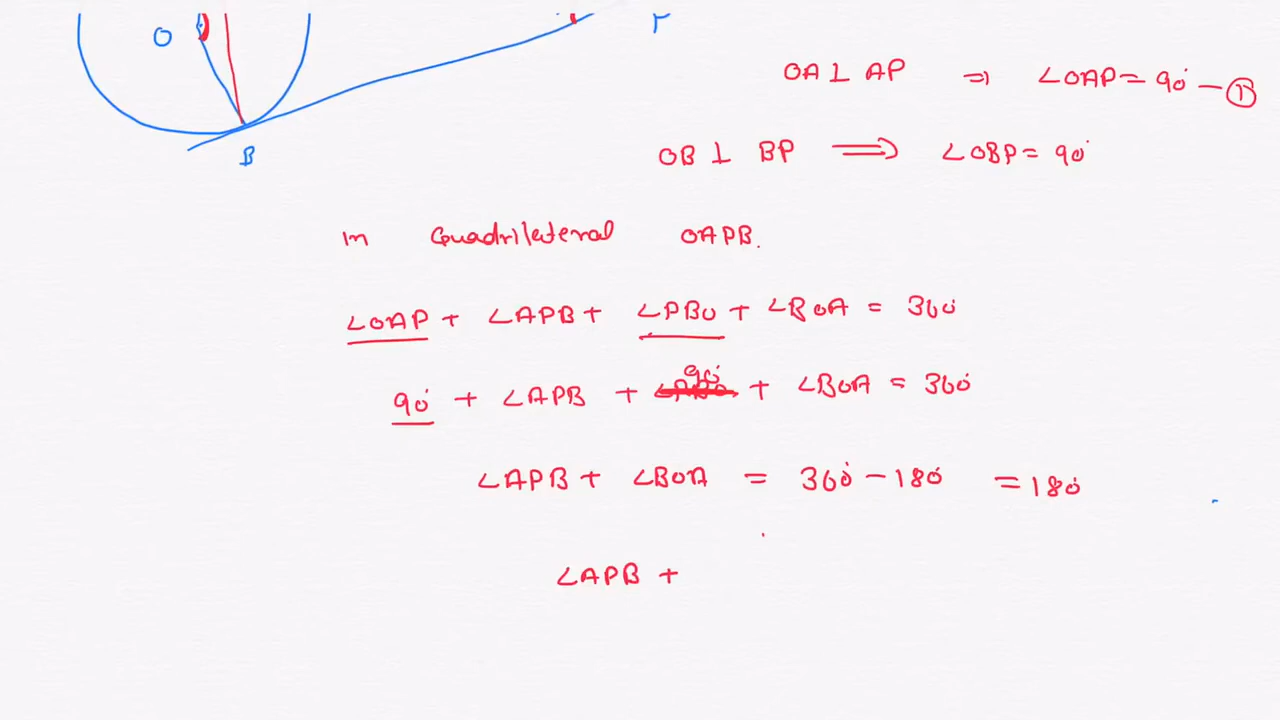 O
B
OA ⊥ AP ⇒ ∠OAP = 90° — ①
OB ⊥ BP ⟹ ∠OBP = 90°
In Quadrilateral OAPB.
∠OAP + ∠APB + ∠PBO + ∠BOA = 360°
90° + ∠APB + 90° + ∠BOA = 360°
∠APB + ∠BOA = 360° - 180° = 180°
∠APB +